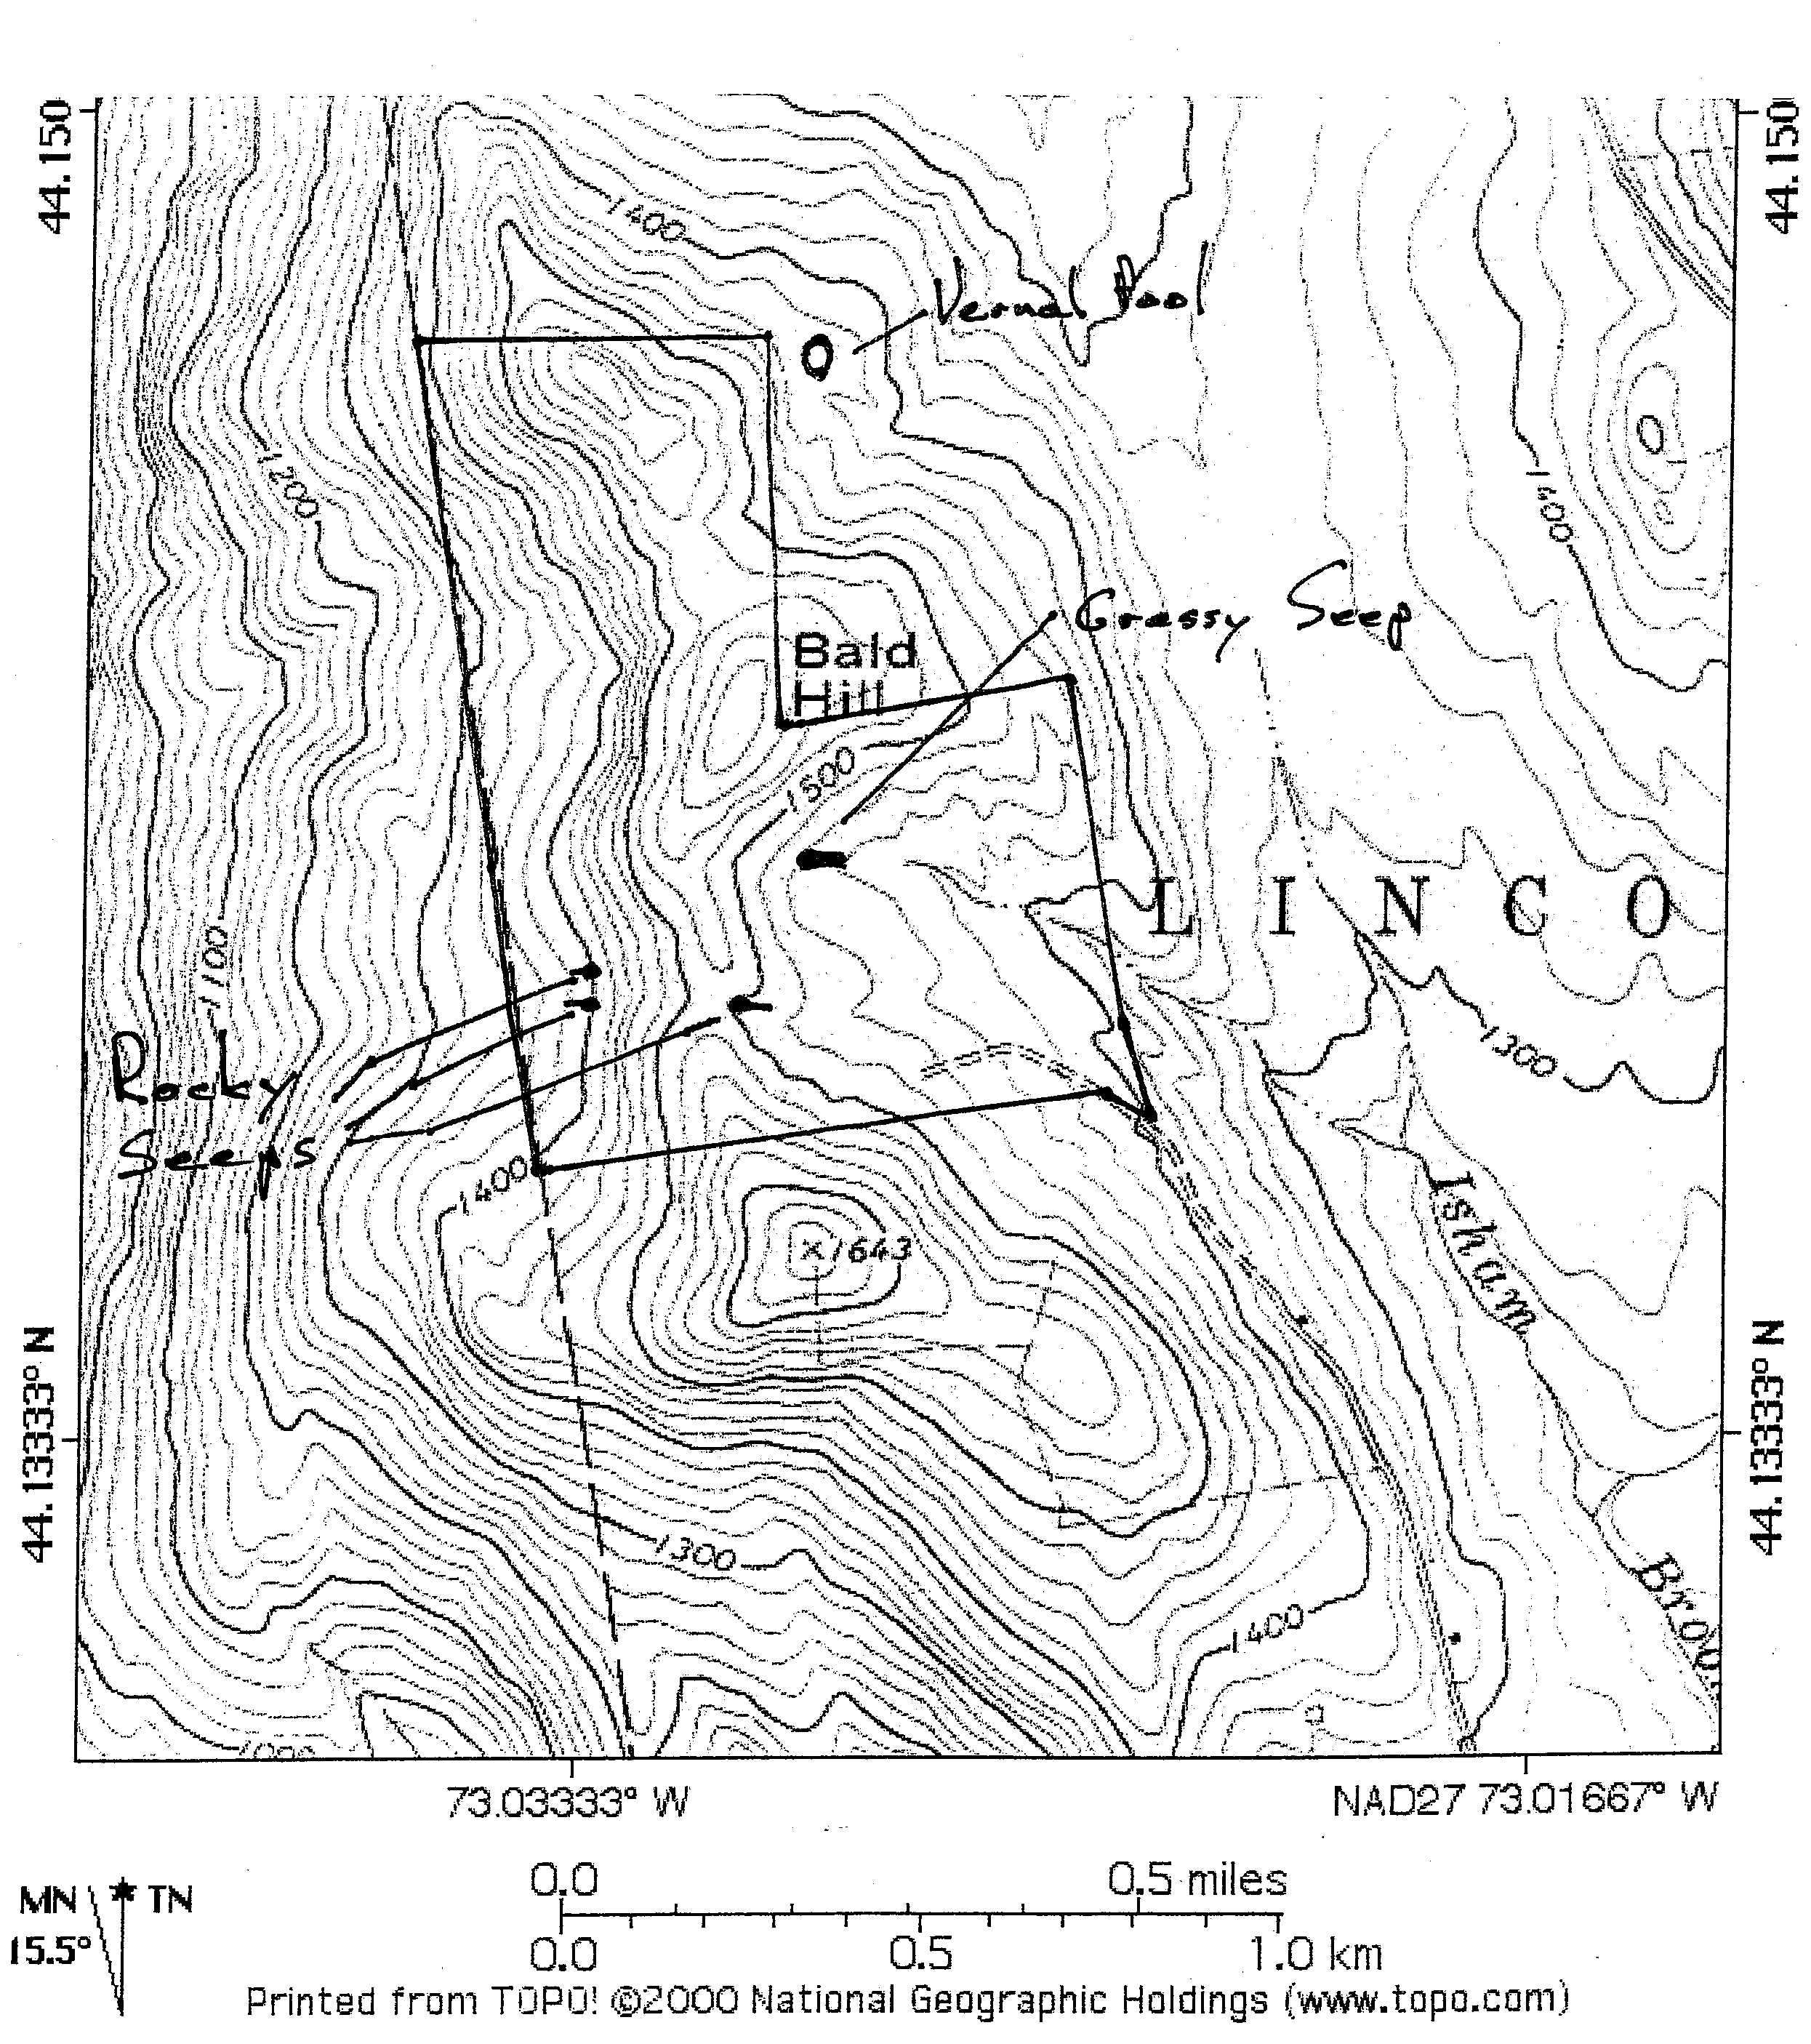 44.150
44.150
1400
Vernal Pool
1200
1400
Grassy Seep
Bald
Hill
1500
L I N C O
1100
1300
Rocky
Seeps
1400
Isham
×1643
44.13333° N
44.13333° N
1300
Broo
1400
1000
73.03333° W
NAD27 73.01667° W
MN TN
15.5°
0.0 0.5 miles
0.0 0.5 1.0 km
Printed from TOPO! ©2000 National Geographic Holdings (www.topo.com)